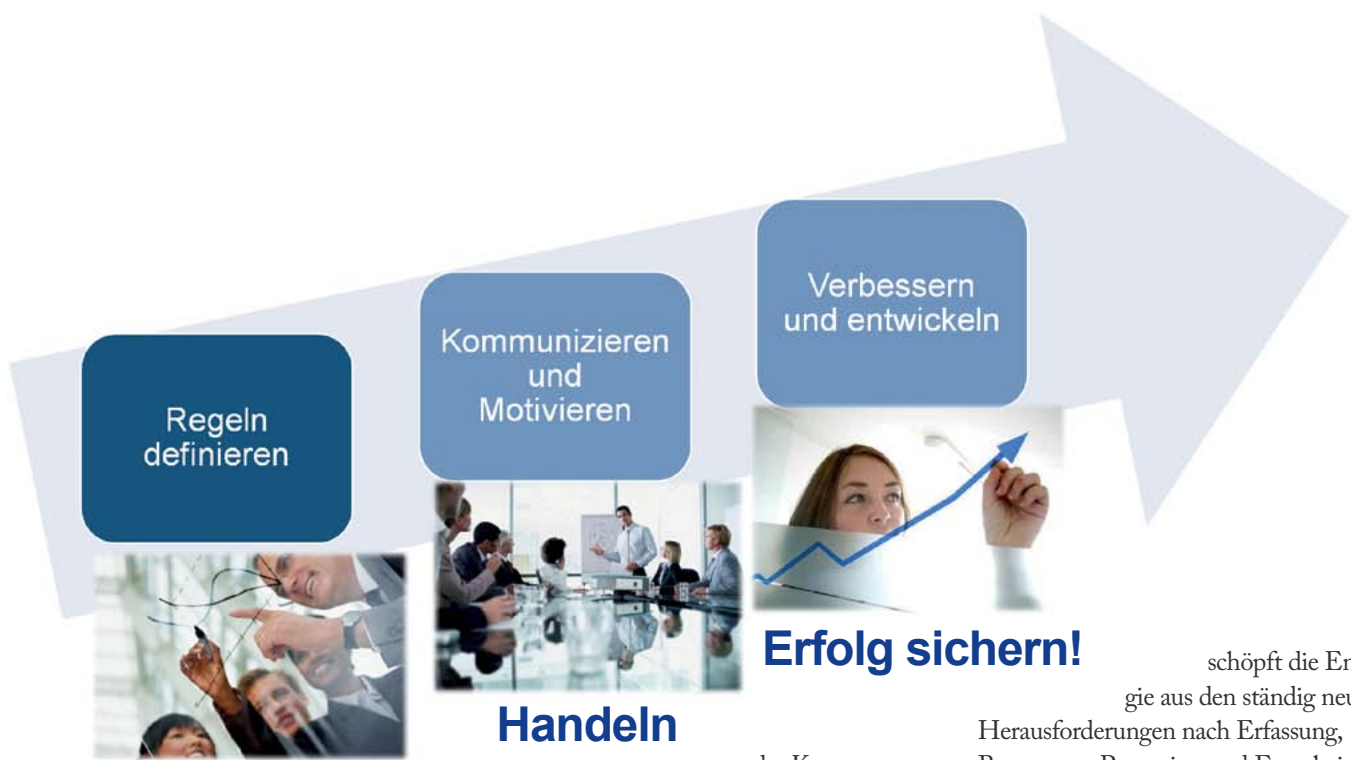 Regeln
definieren
Kommunizieren
und
Motivieren
Verbessern
und entwickeln
Handeln
Erfolg sichern!
schöpft die
gie aus den ständig
Herausforderungen nach Erfassung,